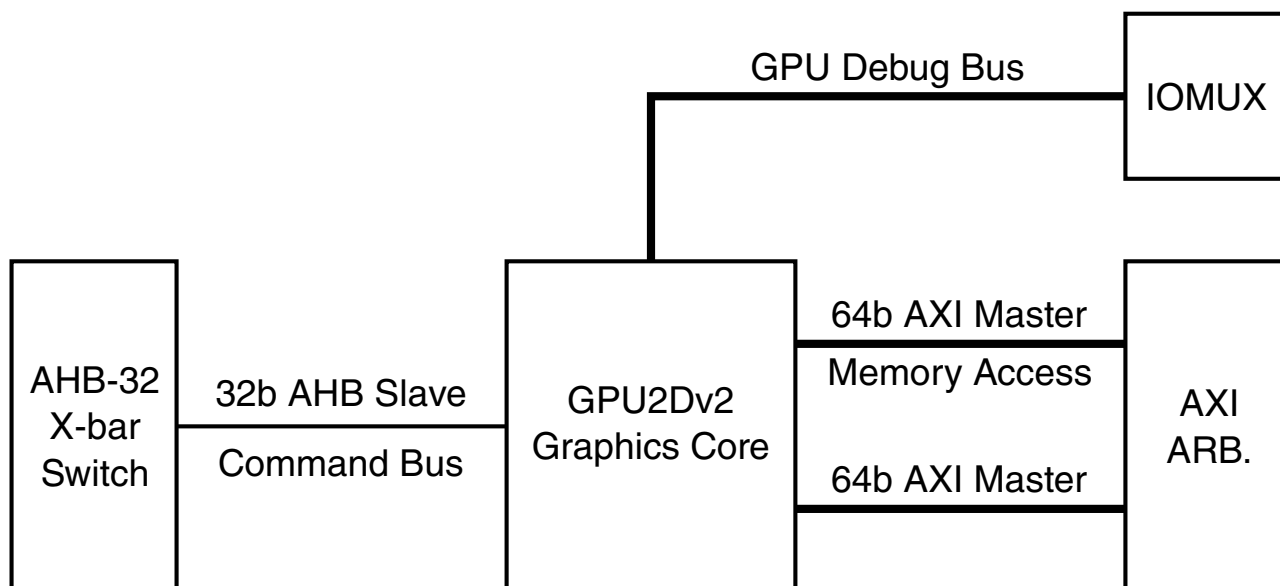 GPU Debug Bus
IOMUX
AHB-32
X-bar
Switch
32b AHB Slave
Command Bus
GPU2Dv2
Graphics Core
64b AXI Master
Memory Access
64b AXI Master
AXI
ARB.